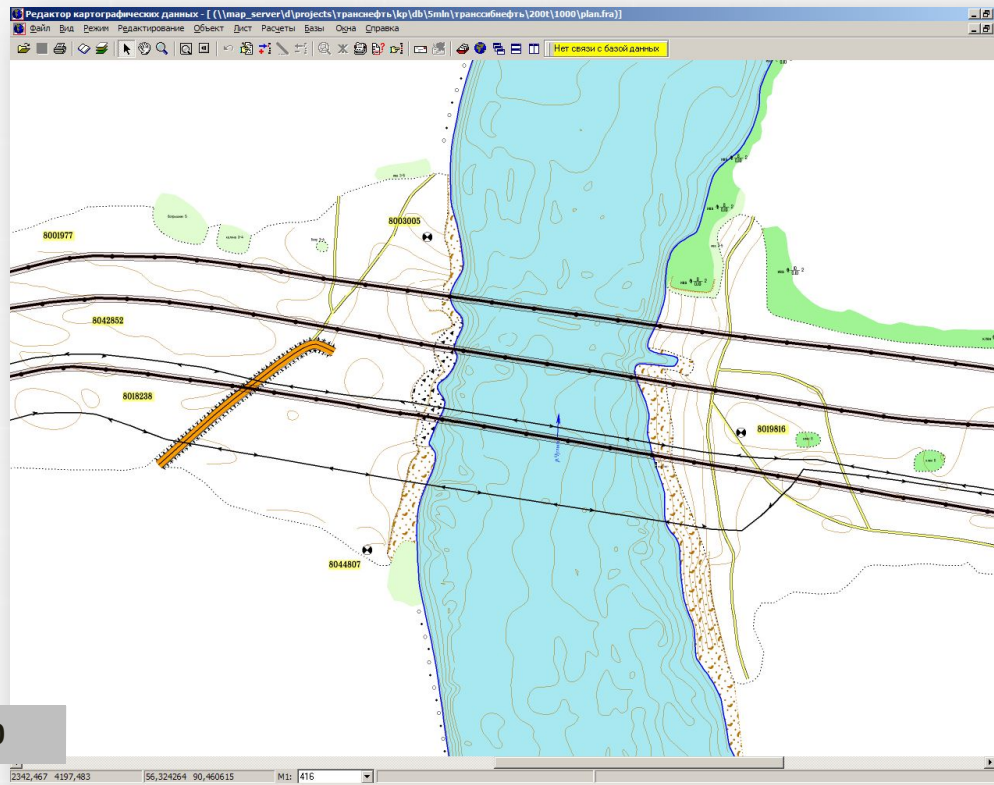 Редактор картографических данных - [ (\\map_server\d\projects\транснефть\kp\db\5mln\транссибнефть\200t\1000\plan.fra)]
Файл Вид Режим Редактирование Объект Лист Расчеты Базы Окна Справка
Нет связи с базой данных
8003005
8001977
8042852
8018238
8019816
8044807
2342,467 4197,483 56,324264 90,460615 М1: 416